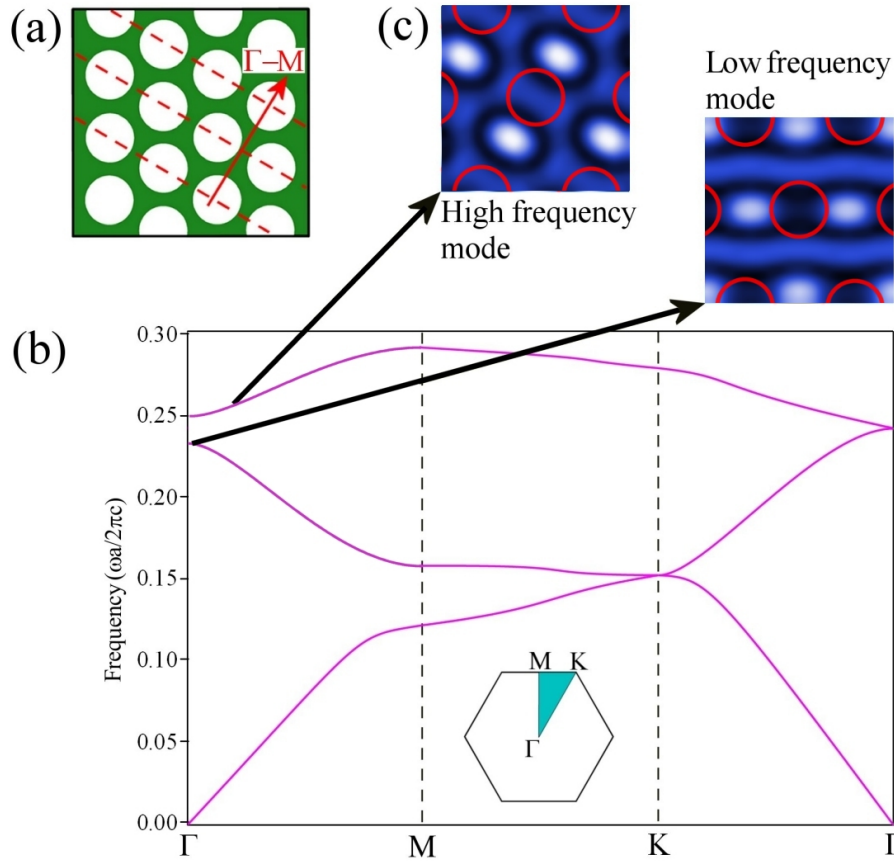 (a)
Γ–M
(c)
High frequency
mode
Low frequency
mode
(b)
Frequency (ωa/2πc)
0.30
0.25
0.20
0.15
0.10
0.05
0.00
M K
Γ
Γ M K